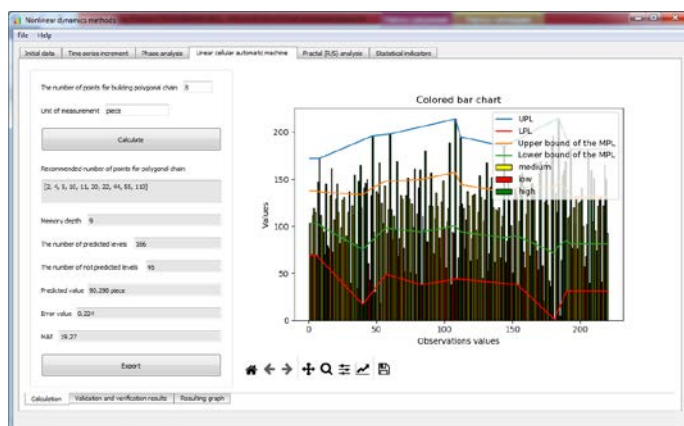 Nonlinear dynamics methods
File Help
Initial data Time series increment Phase analysis Linear cellular automatic machine Fractal (R/S) analysis Statistical indicators
The number of points for building polygonal chain
Unit of measurement piece
Calculate
Recommended number of points for polygonal chain
[2, 4, 5, 10, 11, 20, 22, 44, 55, 110]
Memory depth 9
The number of predicted levels 166
The number of not predicted levels
Predicted value 90.290 piece
Error value 0.224
19.27
Export
Colored bar chart
UPL
LPL
Upper bound of the MPL
Lower bound of the MPL
medium
low
high
Values
200
150
100
50
0
0 50 100 150 200
Observations values
Calculation Validation and verification results Resulting graph